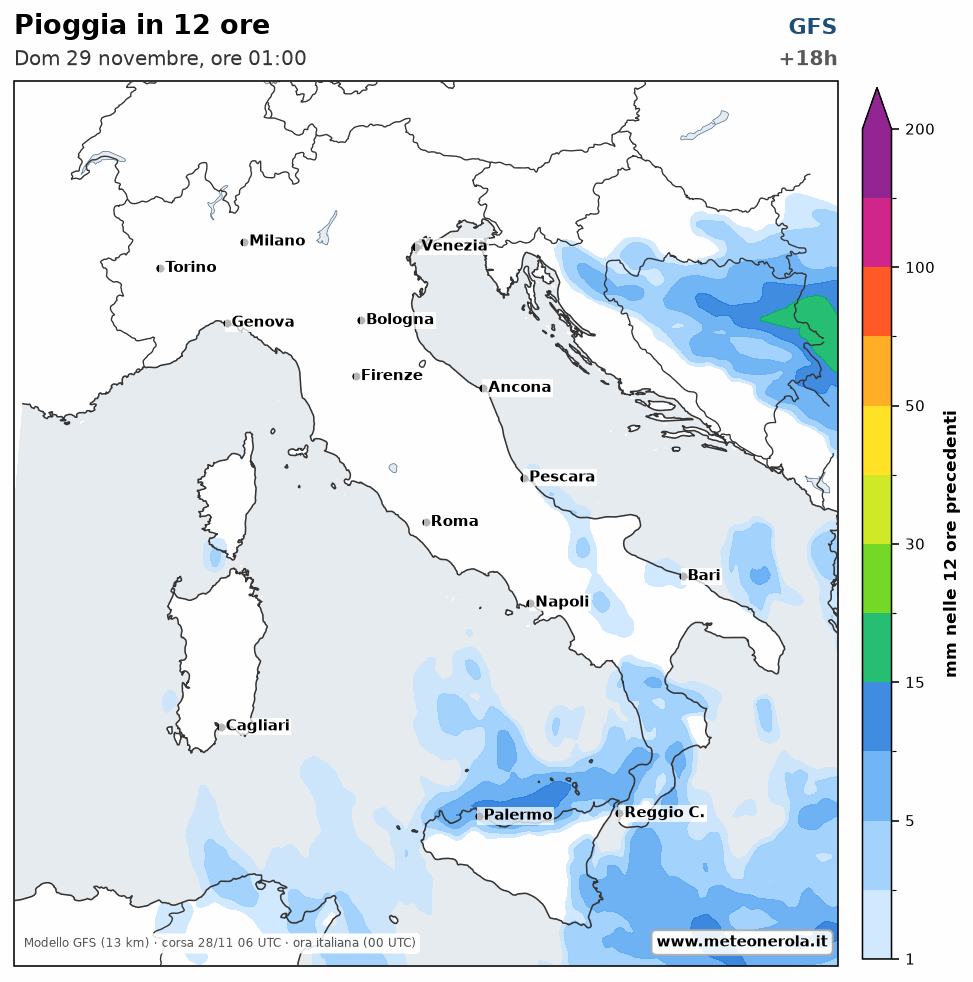 Pioggia in 12 ore
GFS
Dom 29 novembre, ore 01:00
+18h
200
Milano
Venezia
Torino
100
Genova
Bologna
Firenze
Ancona
50
Pescara
Roma
30
Bari
Napoli
15
Cagliari
Palermo
Reggio C.
5
mm nelle 12 ore precedenti
Modello GFS (13 km) · corsa 28/11 06 UTC · ora italiana (00 UTC)
www.meteonerola.it
1